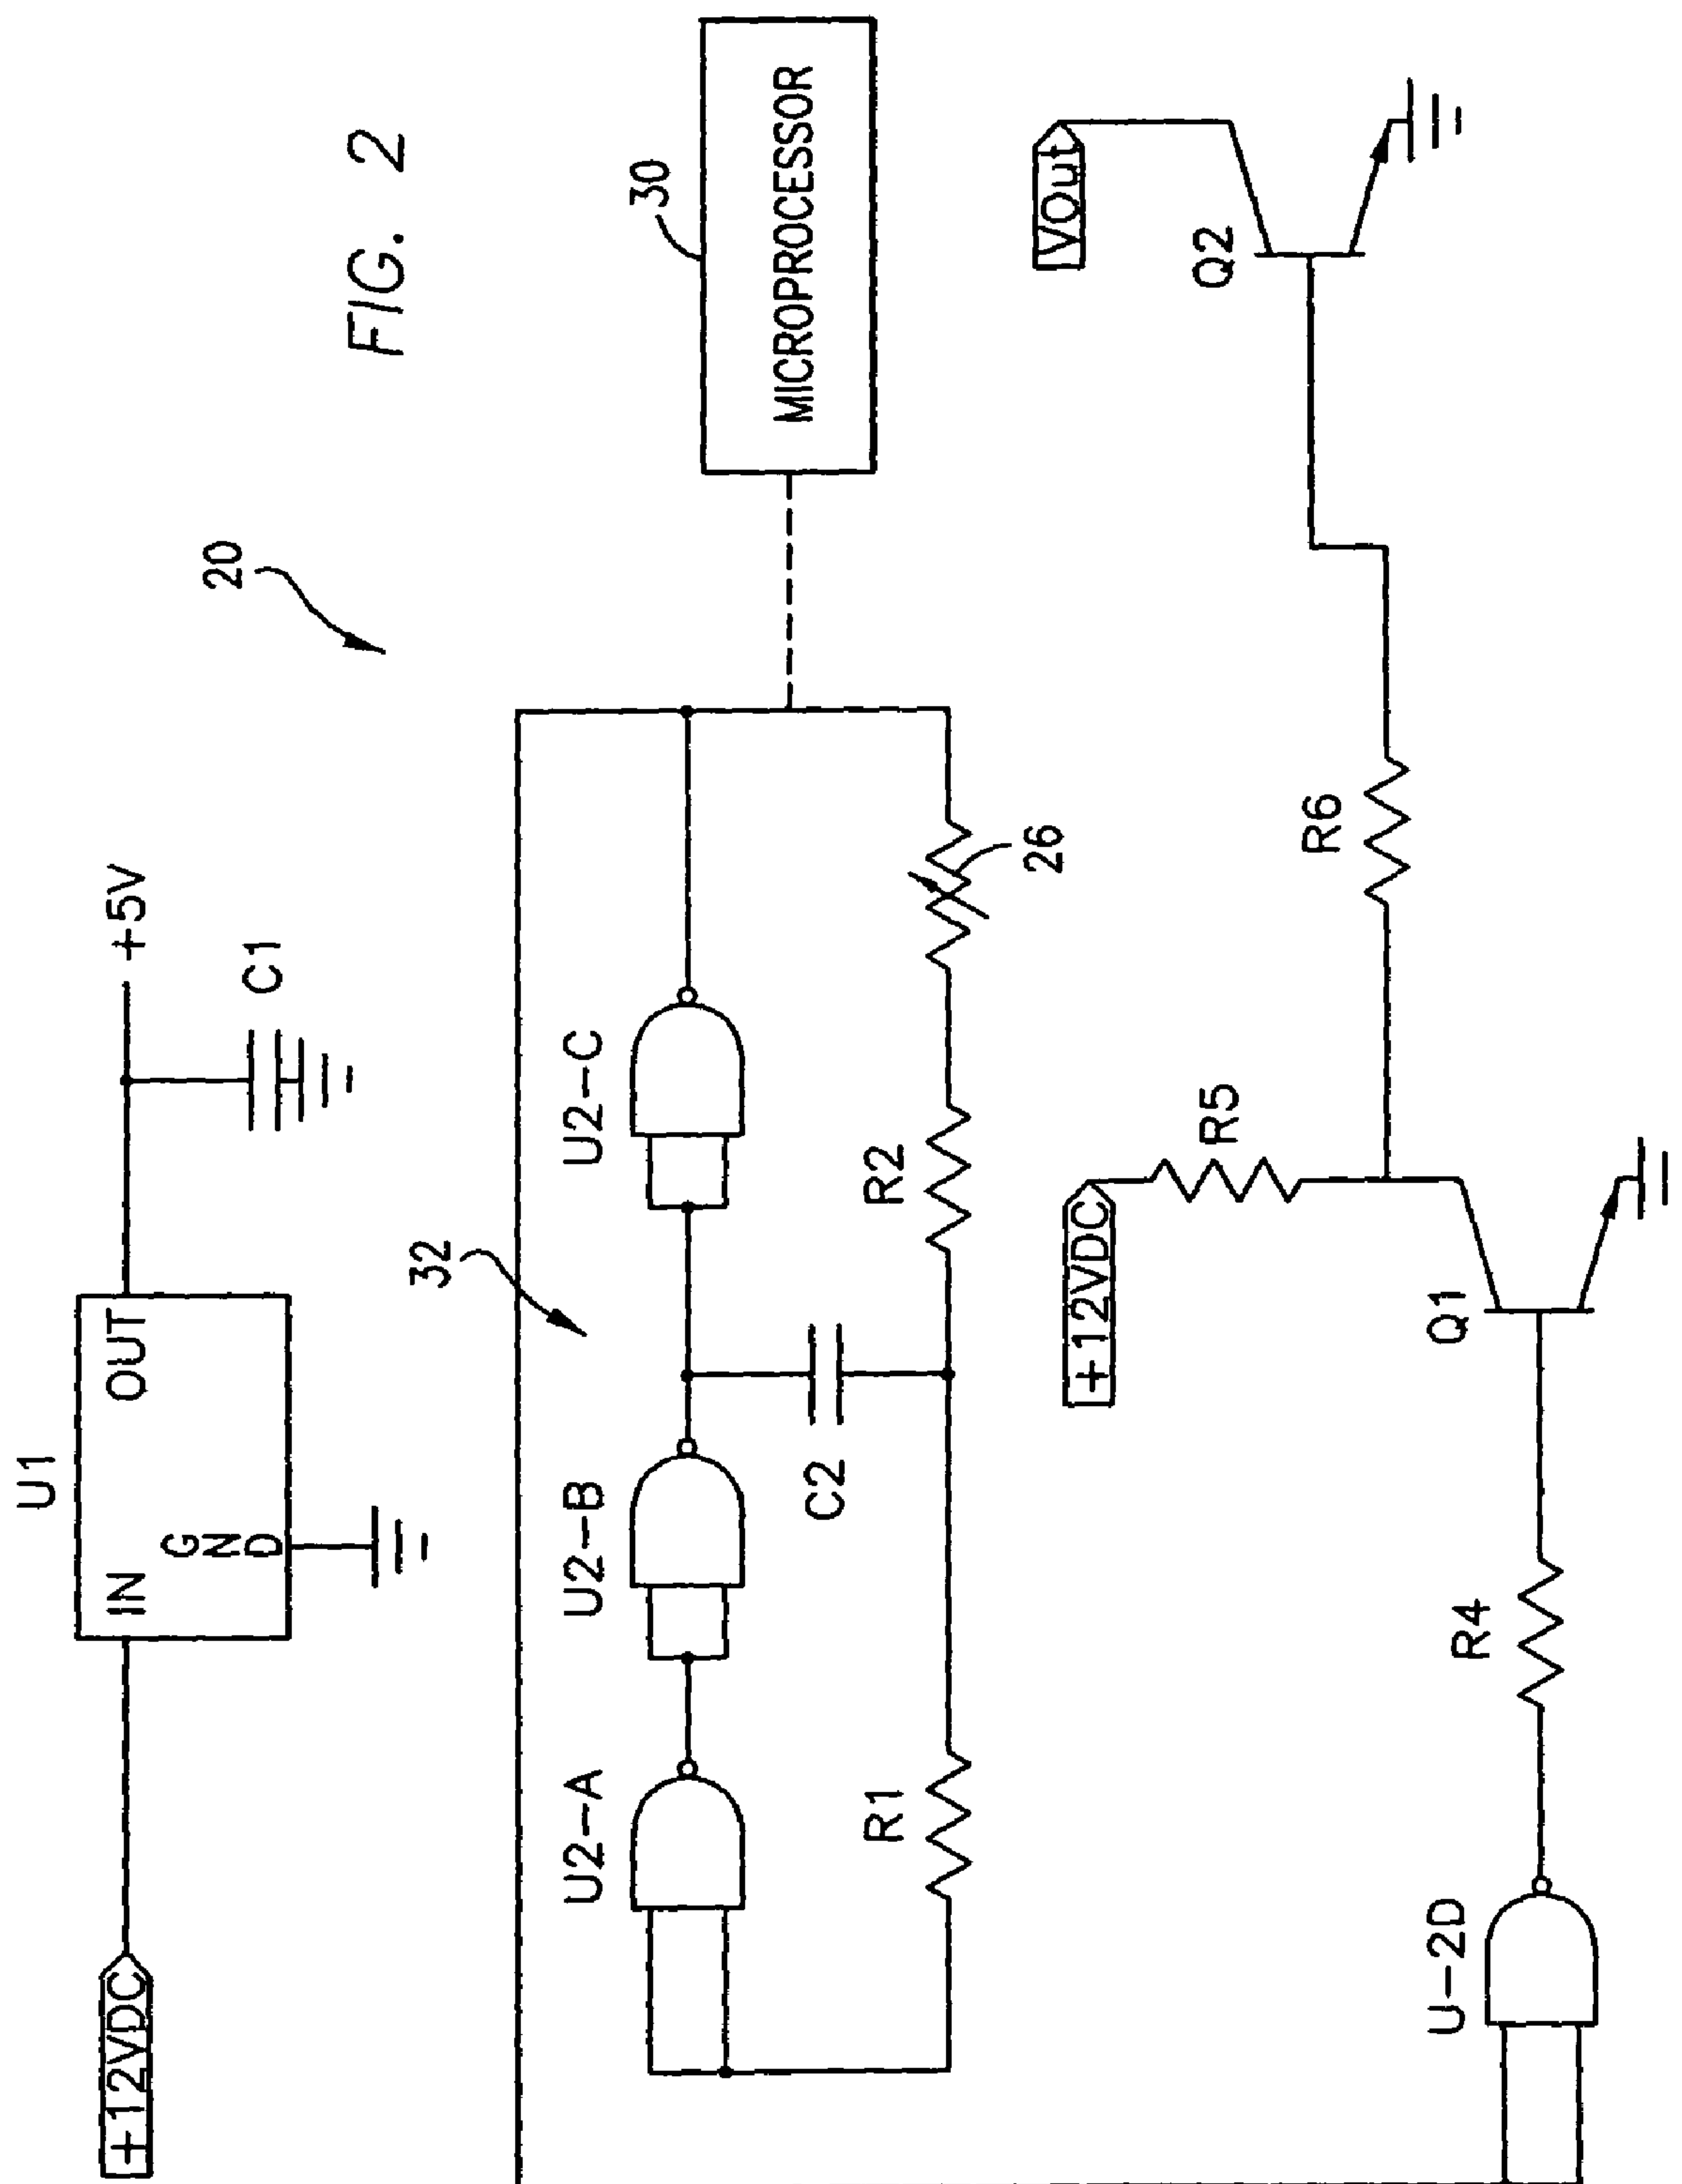 FIG. 2
20
U1
+12VDC
IN
OUT
GND
+5V
C1
32
U2-A
U2-B
U2-C
30
MICROPROCESSOR
C2
R1
R2
26
+12VDC
R5
VOut
U-2D
R4
Q1
R6
Q2